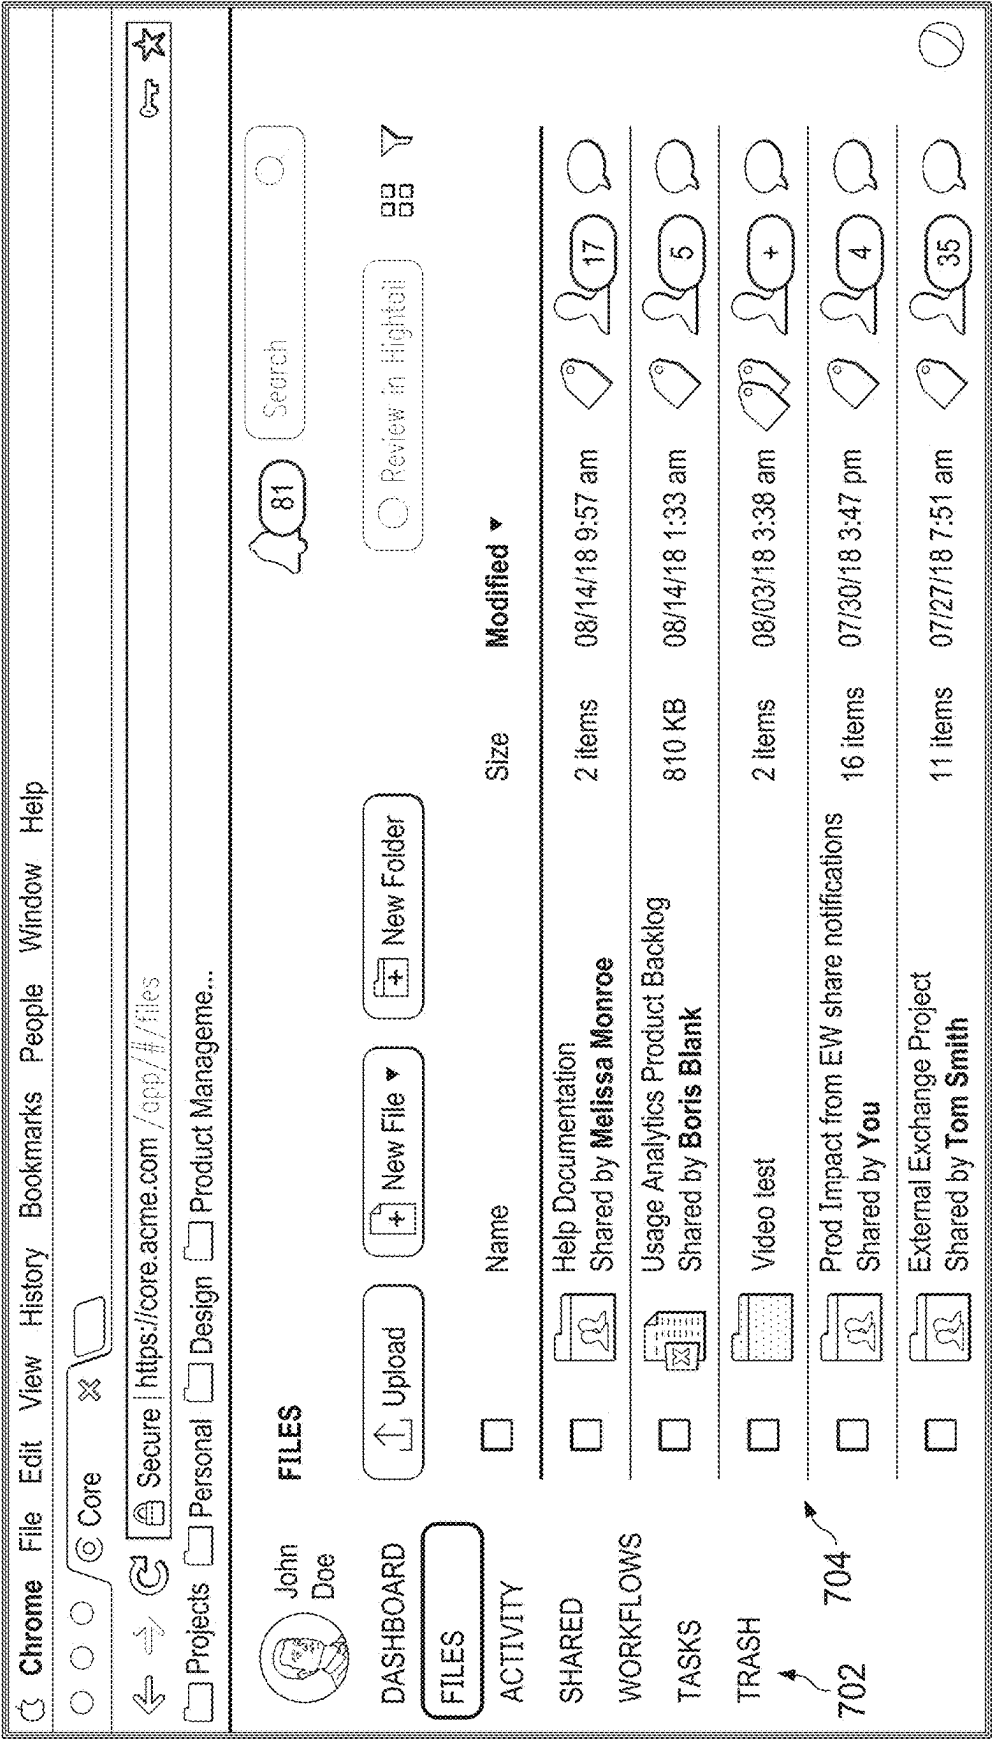 Chrome File Edit View History Bookmarks People Window Help
Core
Secure | https://core.acme.com /app/#/files
Projects Personal Design Product Manageme...
John
Doe
81
Search
FILES
DASHBOARD
FILES
ACTIVITY
SHARED
WORKFLOWS
TASKS
TRASH
702
704
Upload New File ▾ New Folder Review in Hightail
Name Size Modified ▾
Help Documentation 2 items 08/14/18 9:57 am 17
Shared by Melissa Monroe
Usage Analytics Product Backlog 810 KB 08/14/18 1:33 am 5
Shared by Boris Blank
Video test 2 items 08/03/18 3:38 am +
Prod Impact from EW share notifications 16 items 07/30/18 3:47 pm 4
Shared by You
External Exchange Project 11 items 07/27/18 7:51 am 35
Shared by Tom Smith